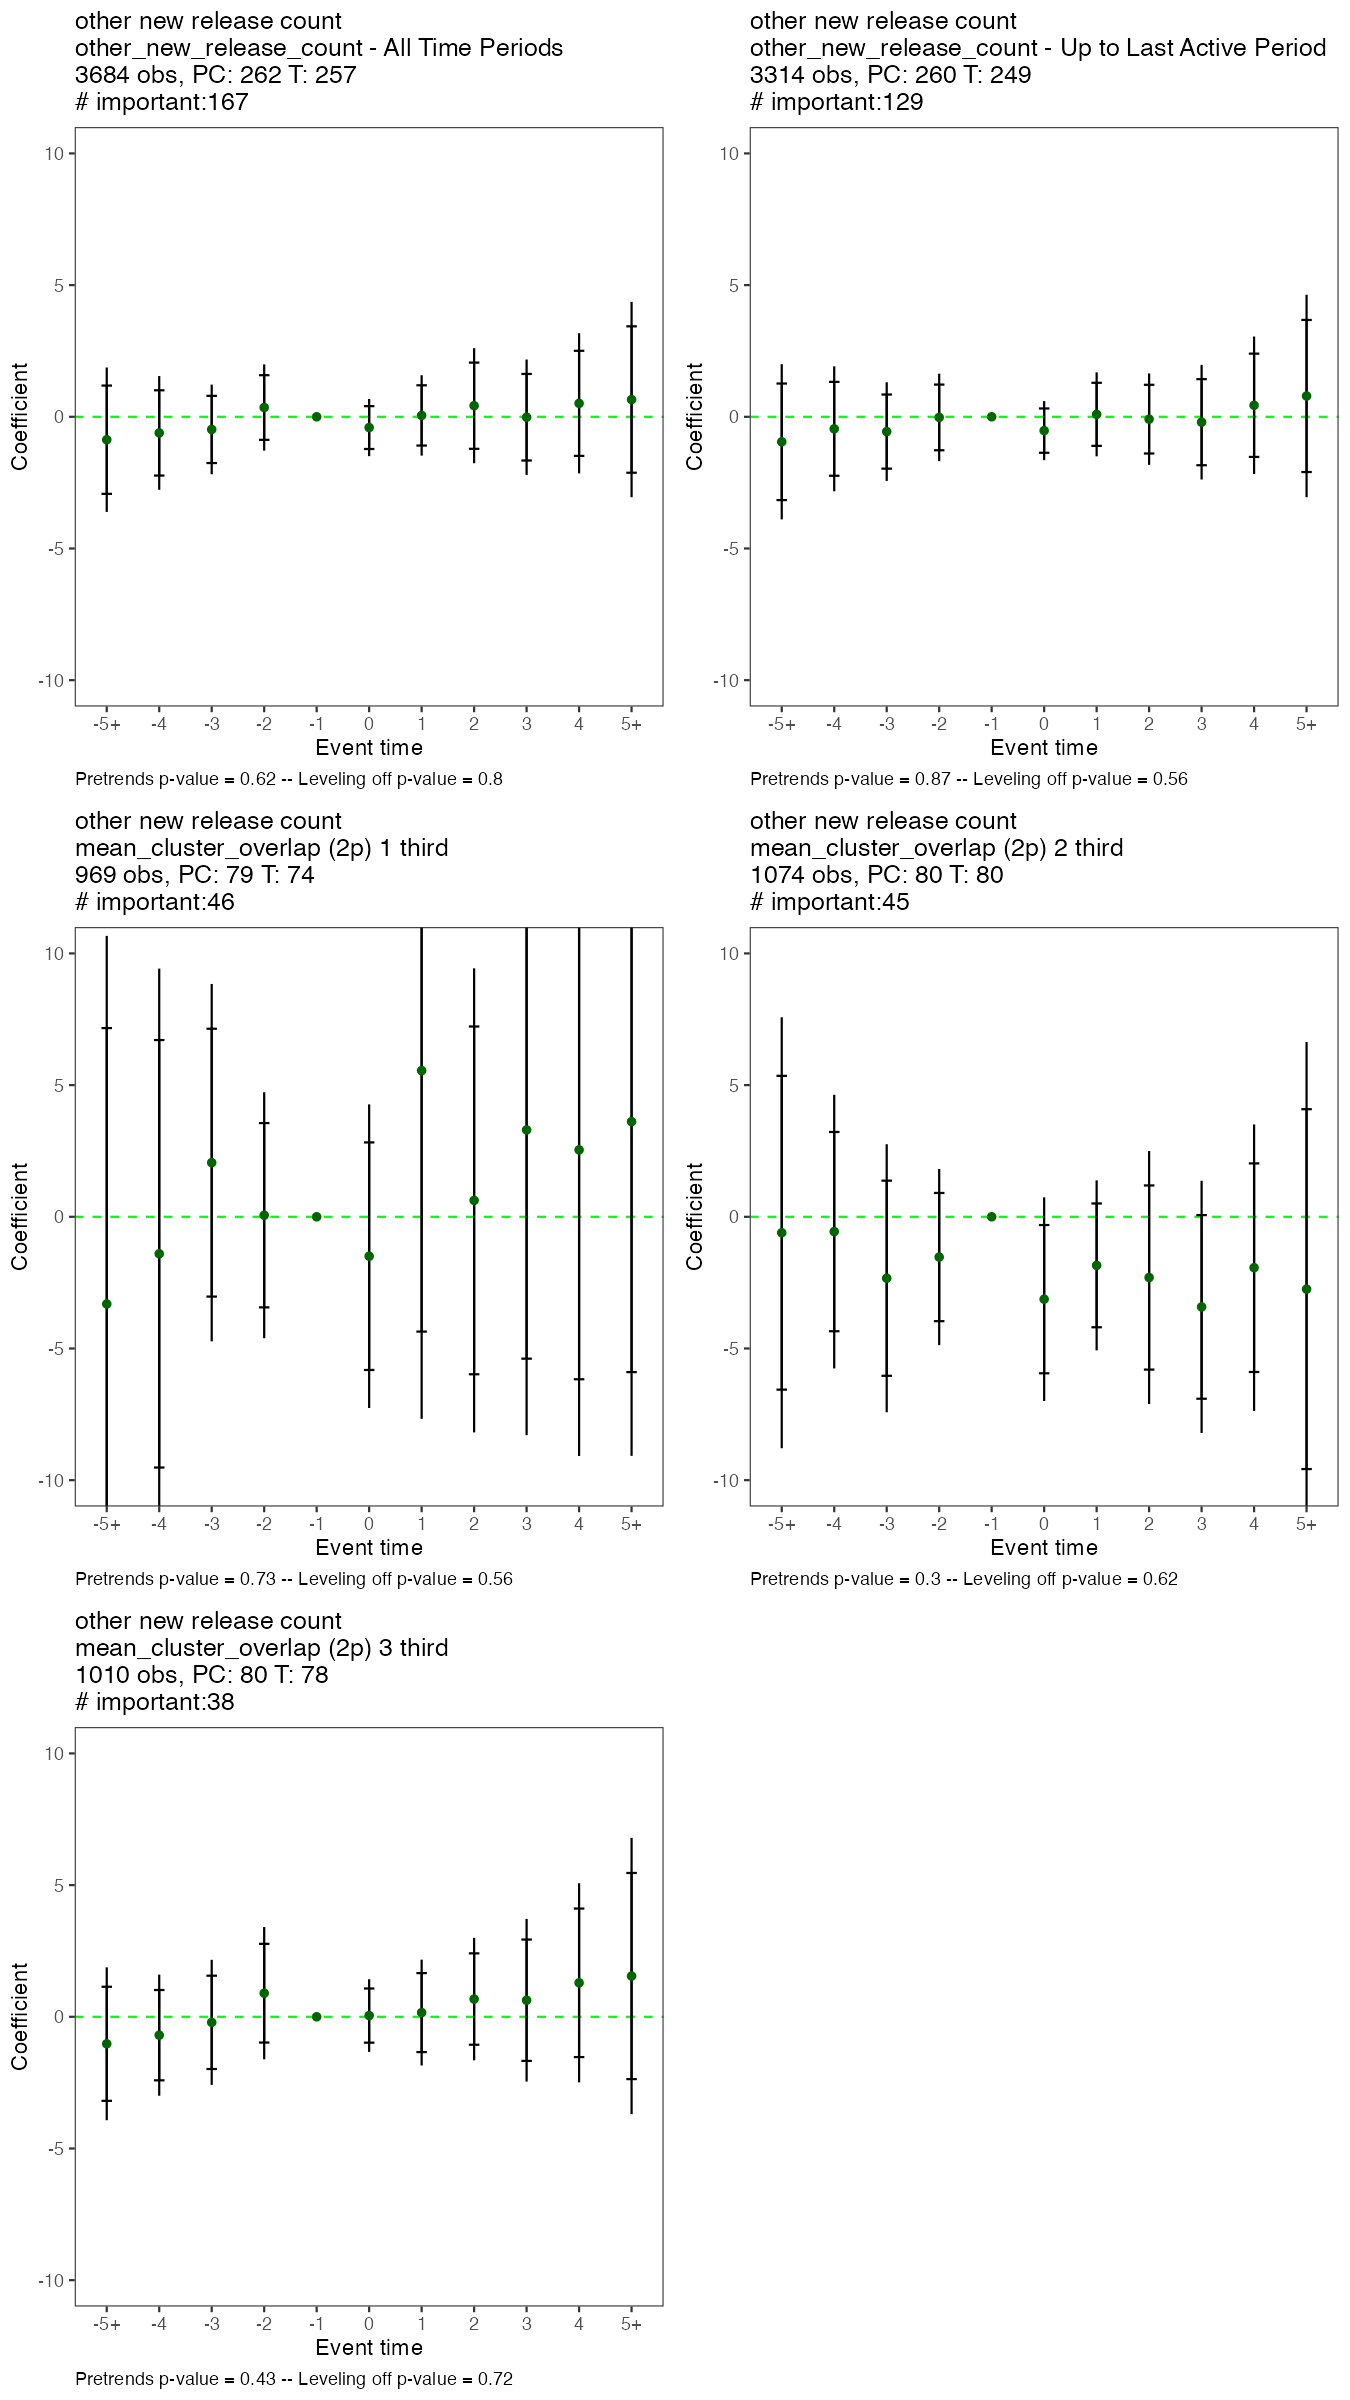 other new release count
other_new_release_count - All Time Periods
3684 obs, PC: 262 T: 257
# important:167
10
5
0
-5
-10
Coefficient
-5+ -4 -3 -2 -1 0 1 2 3 4 5+
Event time
Pretrends p-value = 0.62 -- Leveling off p-value = 0.8
other new release count
other_new_release_count - Up to Last Active Period
3314 obs, PC: 260 T: 249
# important:129
10
5
0
-5
-10
Coefficient
-5+ -4 -3 -2 -1 0 1 2 3 4 5+
Event time
Pretrends p-value = 0.87 -- Leveling off p-value = 0.56
other new release count
mean_cluster_overlap (2p) 1 third
969 obs, PC: 79 T: 74
# important:46
10
5
0
-5
-10
Coefficient
-5+ -4 -3 -2 -1 0 1 2 3 4 5+
Event time
Pretrends p-value = 0.73 -- Leveling off p-value = 0.56
other new release count
mean_cluster_overlap (2p) 2 third
1074 obs, PC: 80 T: 80
# important:45
10
5
0
-5
-10
Coefficient
-5+ -4 -3 -2 -1 0 1 2 3 4 5+
Event time
Pretrends p-value = 0.3 -- Leveling off p-value = 0.62
other new release count
mean_cluster_overlap (2p) 3 third
1010 obs, PC: 80 T: 78
# important:38
10
5
0
-5
-10
Coefficient
-5+ -4 -3 -2 -1 0 1 2 3 4 5+
Event time
Pretrends p-value = 0.43 -- Leveling off p-value = 0.72